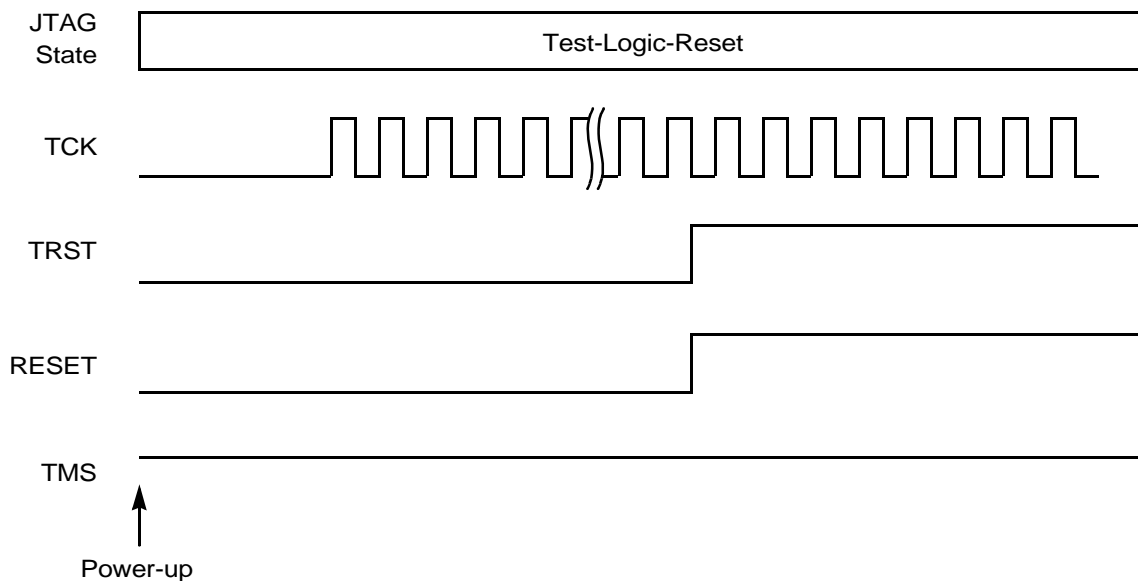 JTAG
State
Test-Logic-Reset
TCK
TRST
RESET
TMS
Power-up